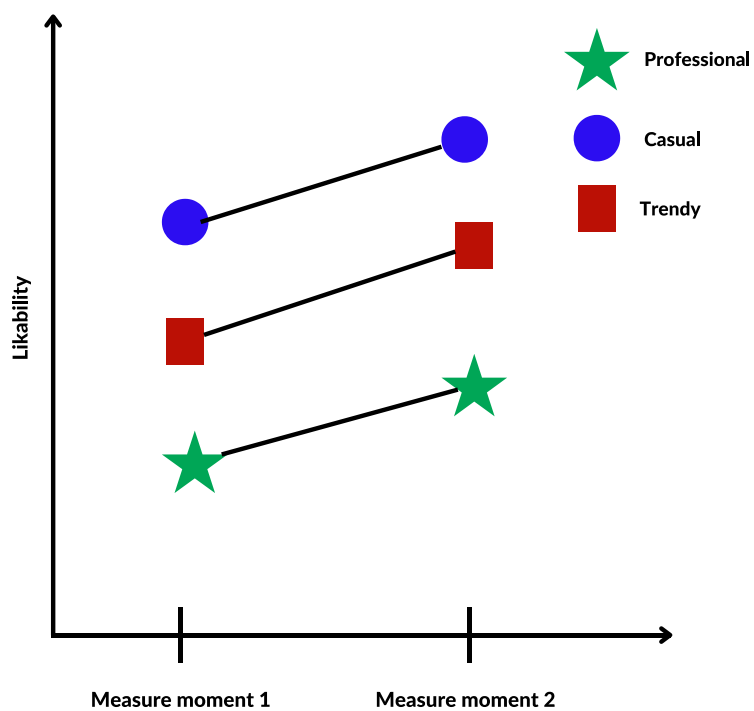 Professional
Casual
Trendy
Likability
Measure moment 1
Measure moment 2